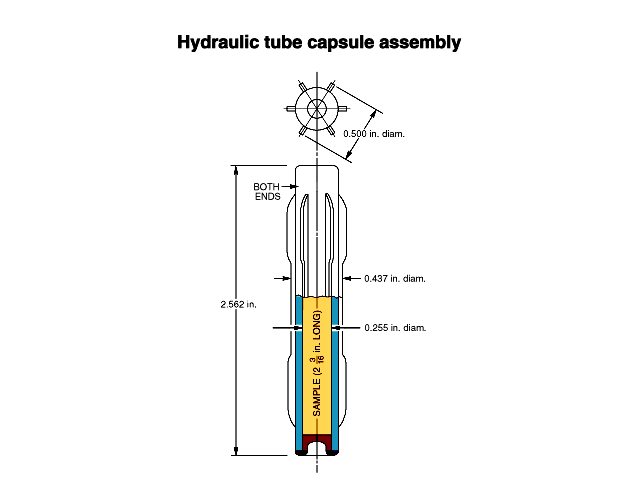 Hydraulic tube capsule assembly
0.500 in. diam.
BOTH
ENDS
0.437 in. diam.
2.562 in.
0.255 in. diam.
SAMPLE (2 3/16 in. LONG)